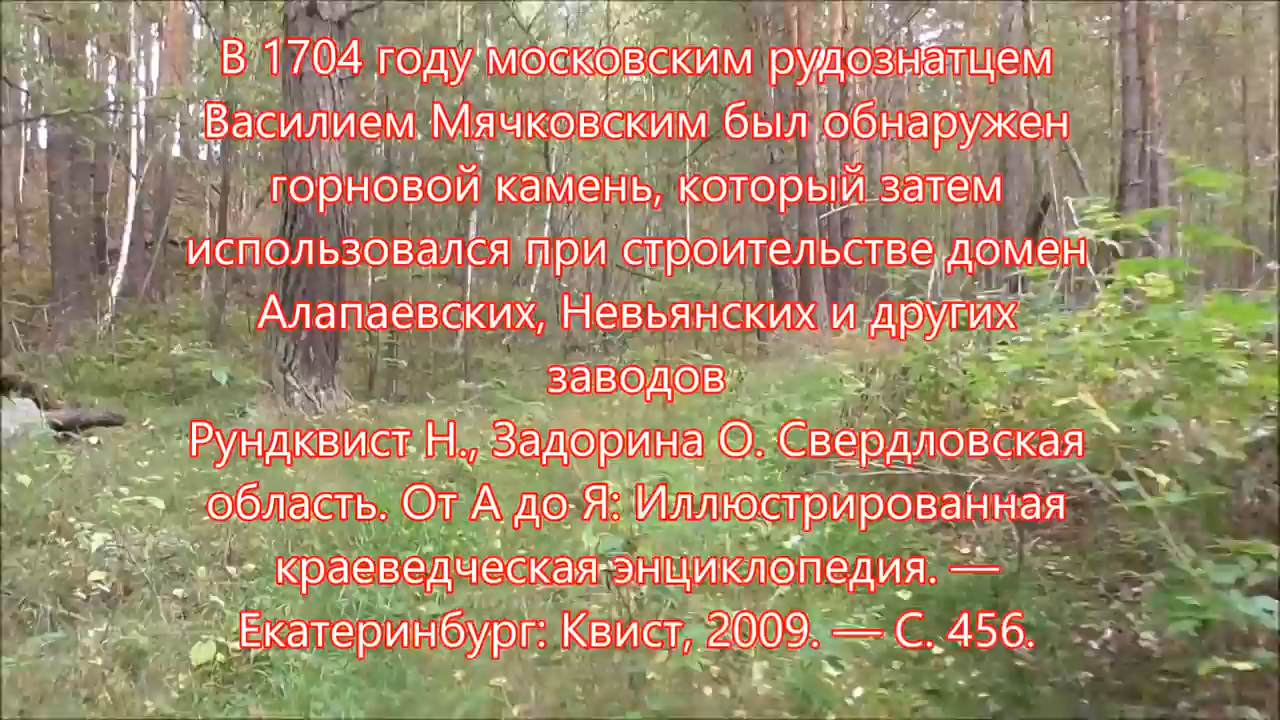 В 1704 году московским рудознатцем
Василием Мячковским был обнаружен
горновой камень, который затем
использовался при строительстве домен
Алапаевских, Невьянских и других
заводов
Рундквист Н., Задорина О. Свердловская
область. От А до Я: Иллюстрированная
краеведческая энциклопедия. —
Екатеринбург: Квист, 2009. — С. 456.